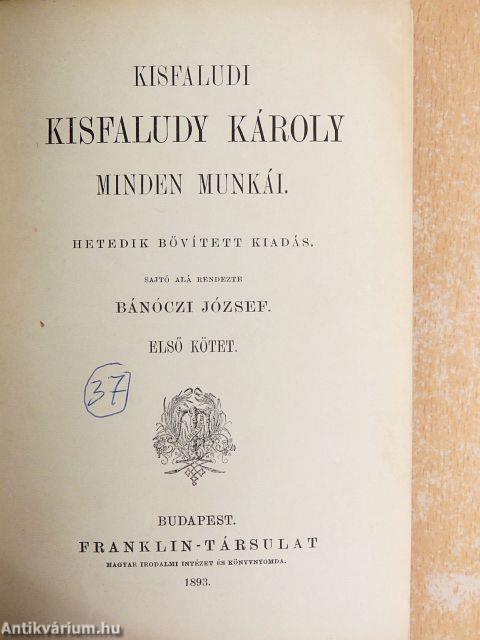 KISFALUDI
KISFALUDY KÁROLY
MINDEN MUNKÁI.
HETEDIK BŐVÍTETT KIADÁS.
SAJTÓ ALÁ RENDEZTE
BÁNÓCZI JÓZSEF.
ELSŐ KÖTET.
37
BUDAPEST.
FRANKLIN-TÁRSULAT
MAGYAR IRODALMI INTÉZET ÉS KÖNYVNYOMDA.
1893.
Antikvárium.hu